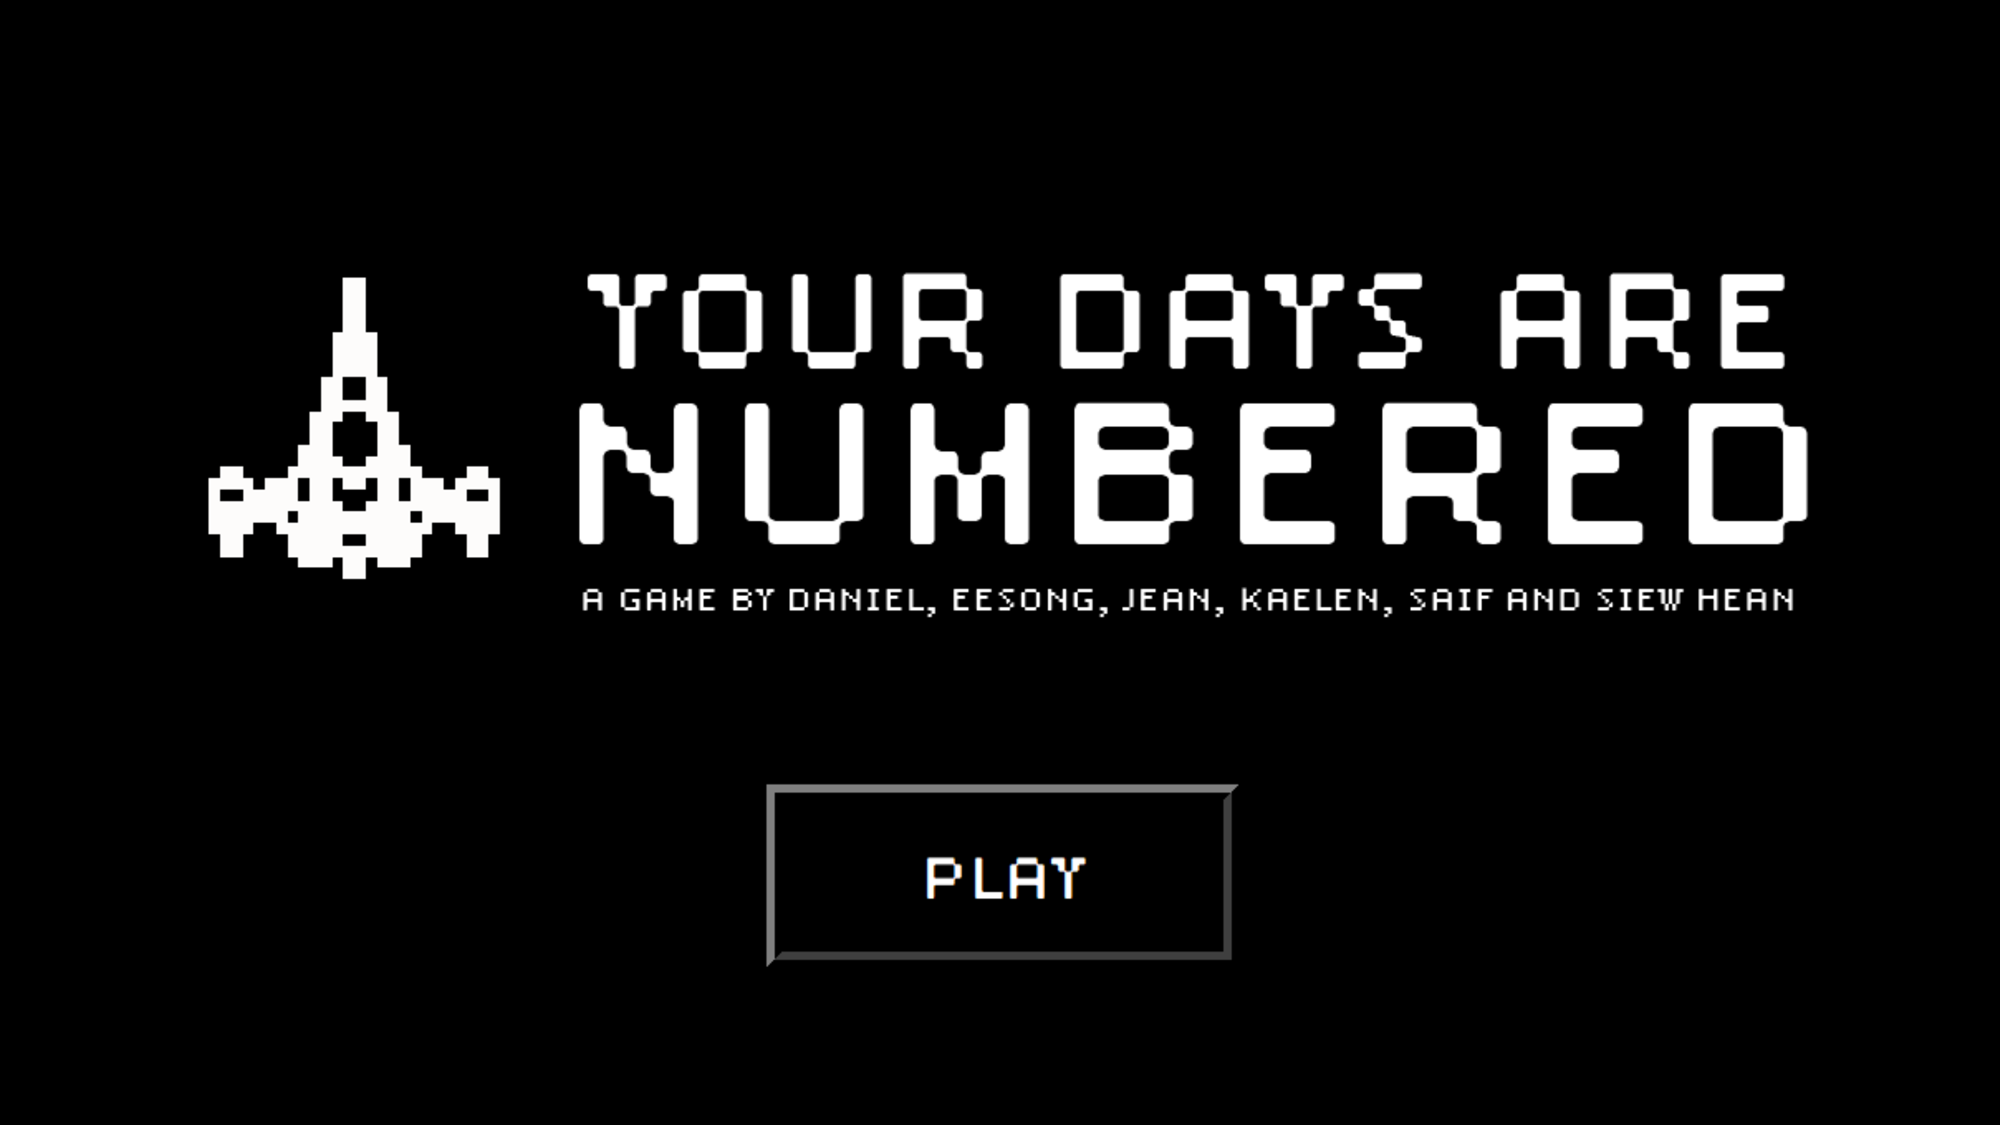 YOUR DAYS ARE
NUMBERED
A GAME BY DANIEL, EESONG, JEAN, KAELEN, SAIF AND SIEW HEAN
PLAY